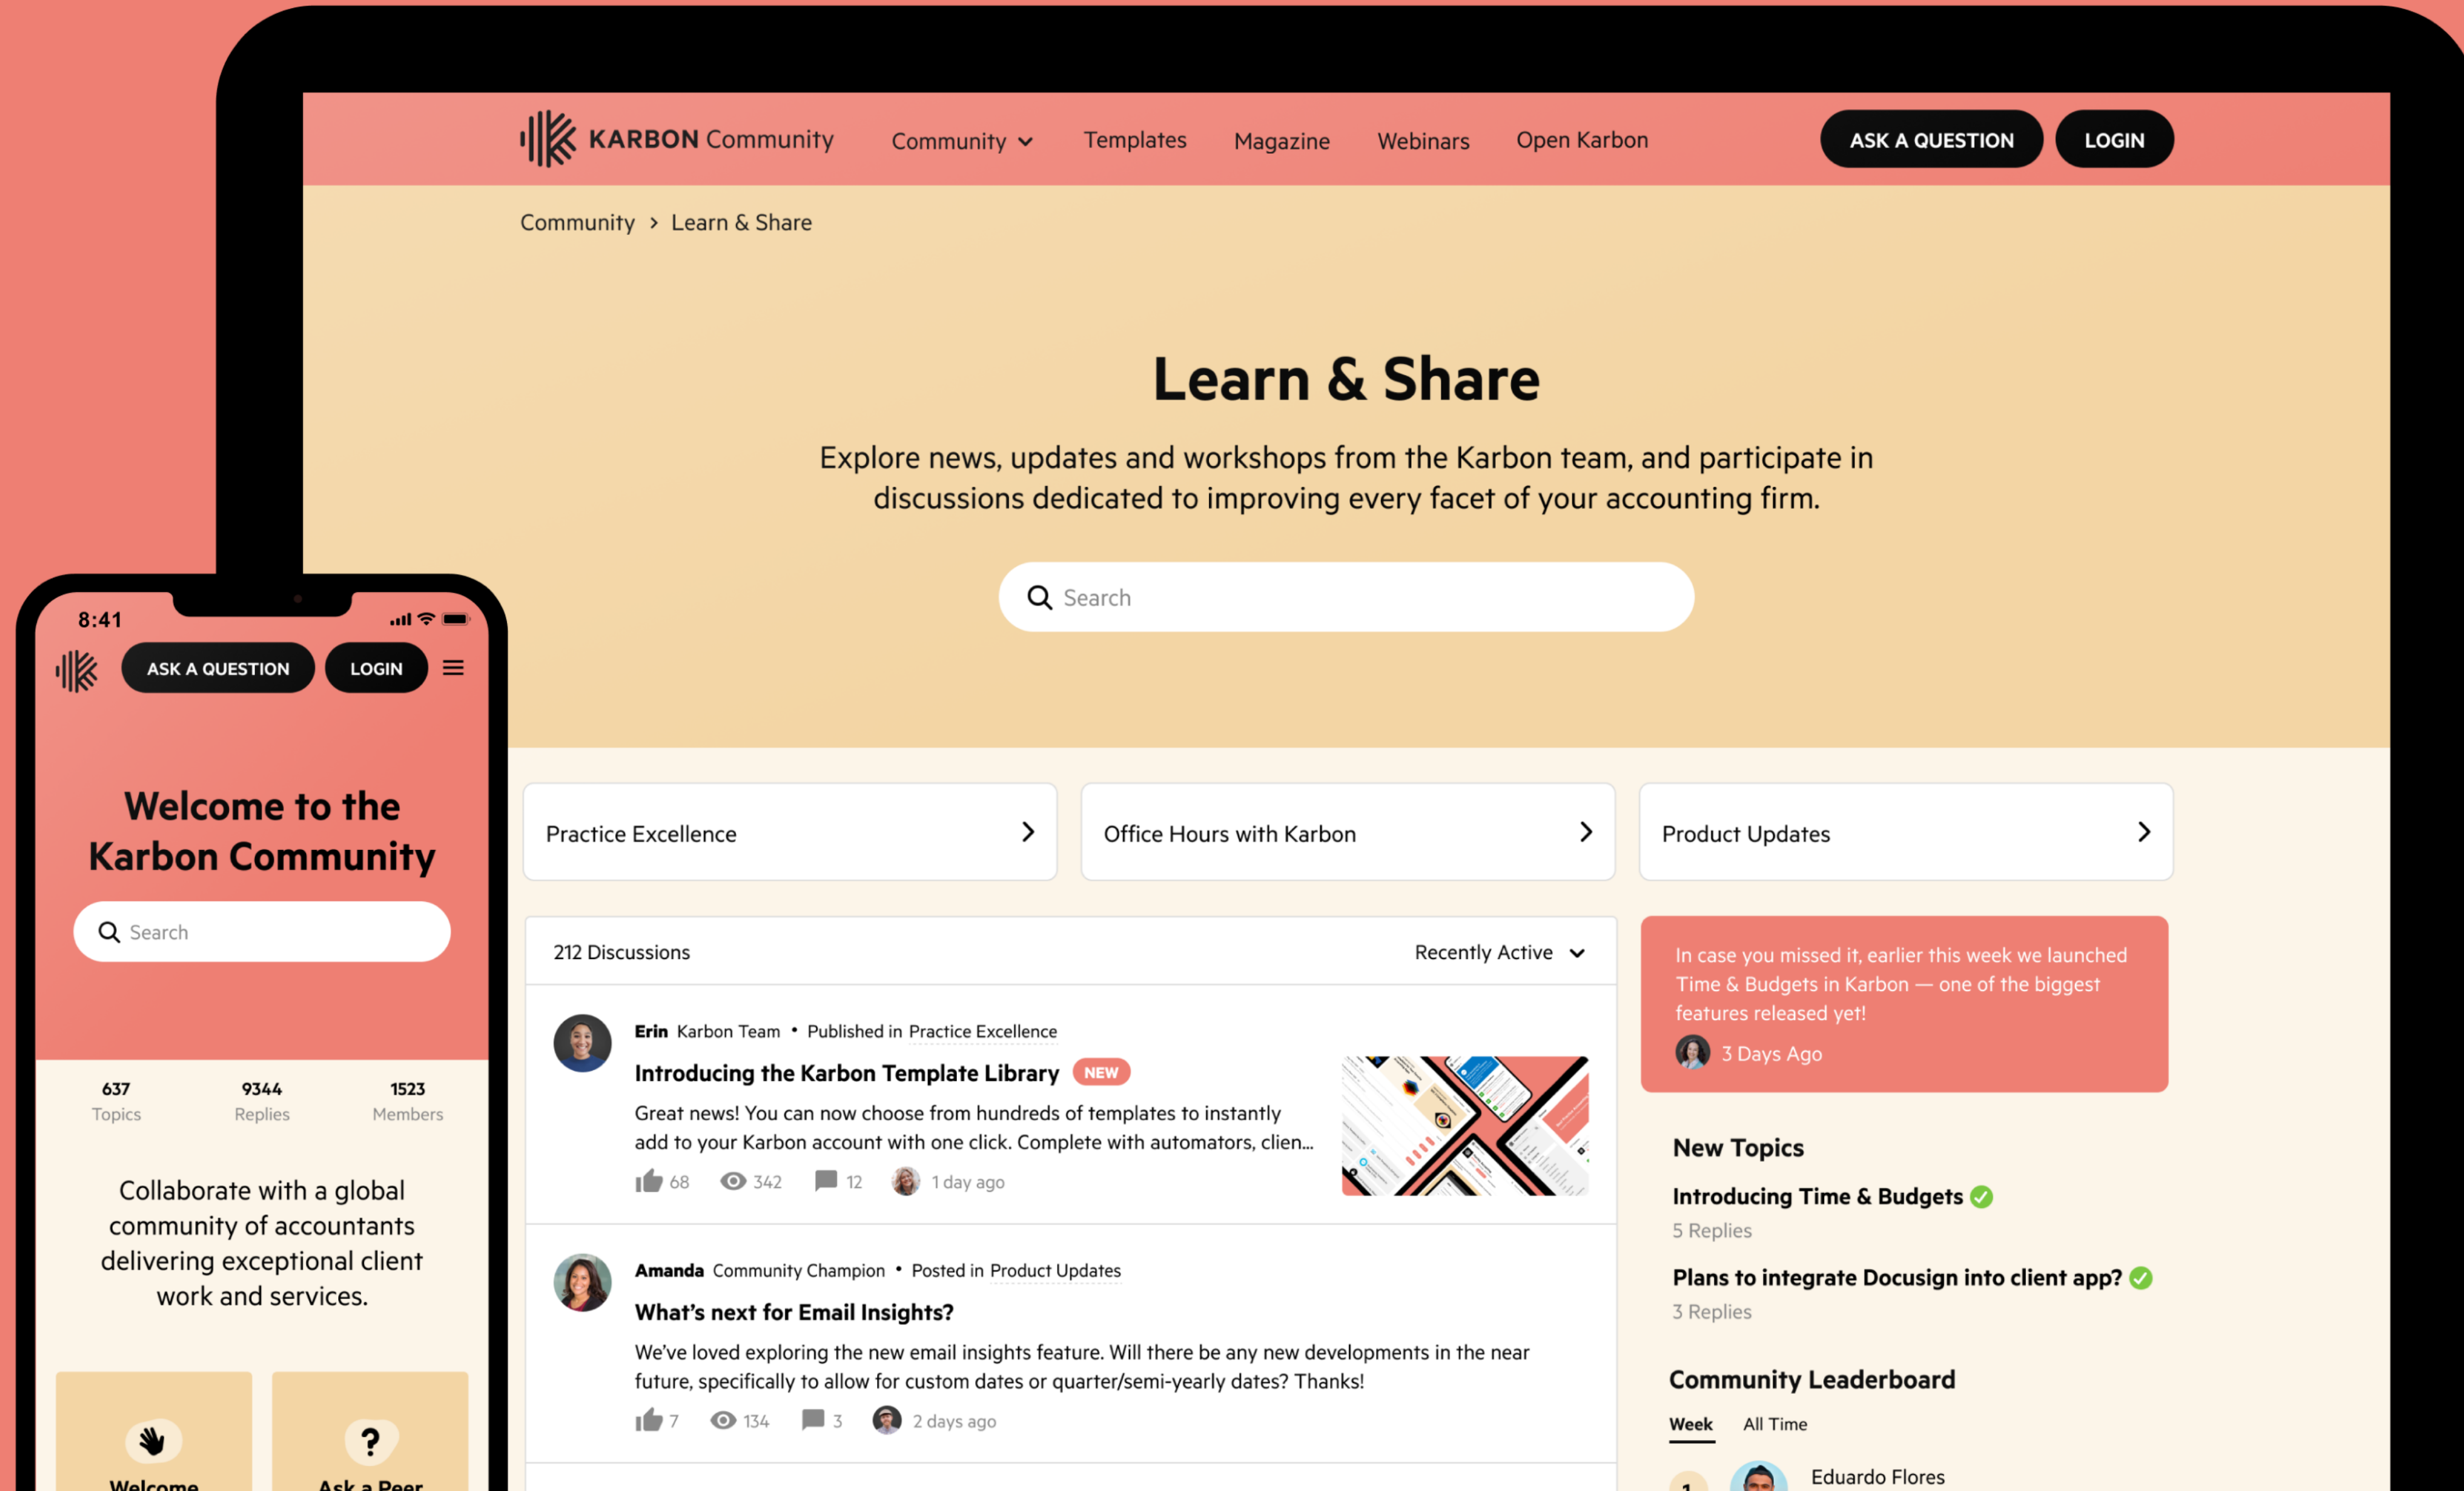 KARBON Community
Community
Templates
Magazine
Webinars
Open Karbon
ASK A QUESTION
LOGIN
Community > Learn & Share
Learn & Share
Explore news, updates and workshops from the Karbon team, and participate in
discussions dedicated to improving every facet of your accounting firm.
Search
Practice Excellence
Office Hours with Karbon
Product Updates
212 Discussions
Recently Active
Erin Karbon Team • Published in Practice Excellence
Introducing the Karbon Template Library NEW
Great news! You can now choose from hundreds of templates to instantly
add to your Karbon account with one click. Complete with automators, clien...
68 342 12 1 day ago
Amanda Community Champion • Posted in Product Updates
What’s next for Email Insights?
We’ve loved exploring the new email insights feature. Will there be any new developments in the near
future, specifically to allow for custom dates or quarter/semi-yearly dates? Thanks!
7 134 3 2 days ago
In case you missed it, earlier this week we launched
Time & Budgets in Karbon — one of the biggest
features released yet!
3 Days Ago
New Topics
Introducing Time & Budgets
5 Replies
Plans to integrate Docusign into client app?
3 Replies
Community Leaderboard
Week All Time
1 Eduardo Flores
8:41
ASK A QUESTION
LOGIN
Welcome to the
Karbon Community
Search
637 9344 1523
Topics Replies Members
Collaborate with a global
community of accountants
delivering exceptional client
work and services.
?
Welcome
Ask a Peer